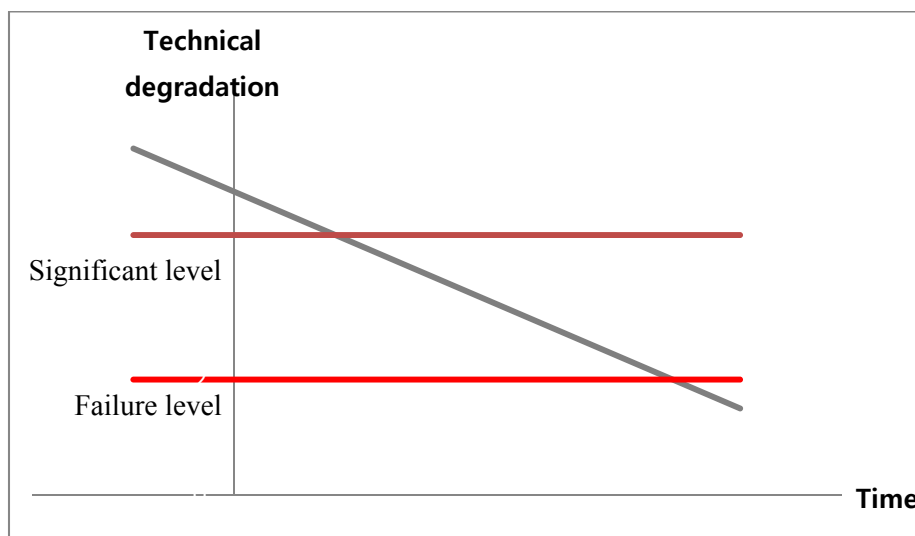 Technical
degradation
Significant level
Failure level
Time